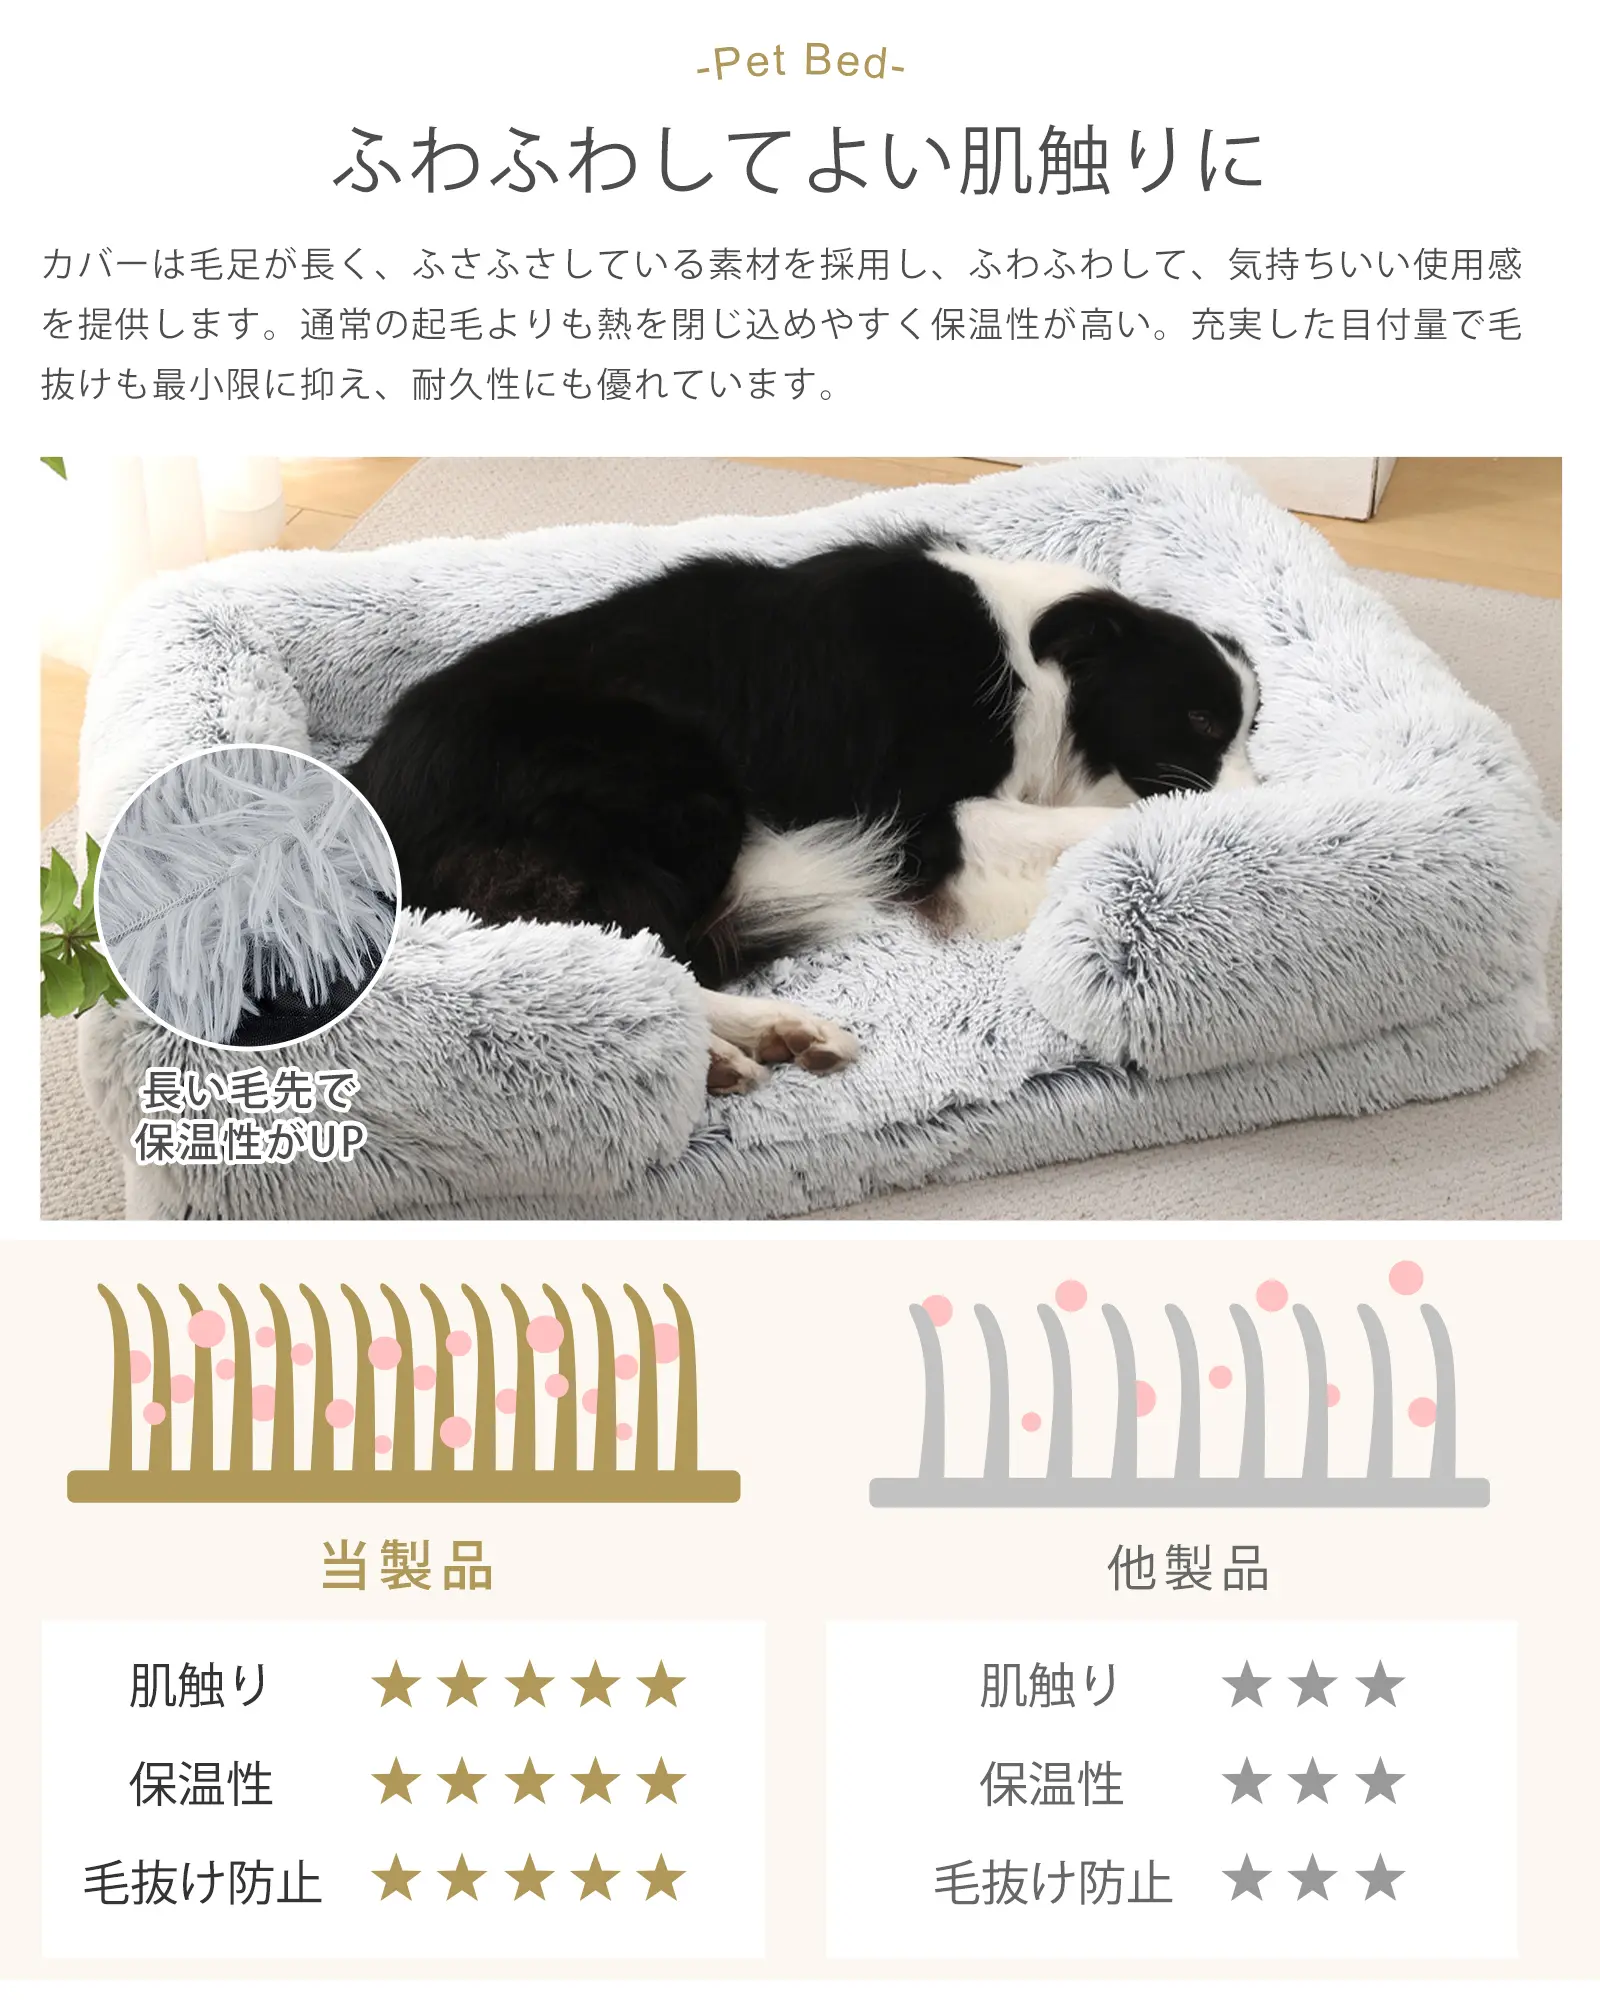 -Pet Bed-
ふわふわしてよい肌触りに
カバーは毛足が長く、ふさふさしている素材を採用し、ふわふわして、気持ちいい使用感
を提供します。通常の起毛よりも熱を閉じ込めやすく保温性が高い。充実した目付量で毛
抜けも最小限に抑え、耐久性にも優れています。
長い毛先で
保温性がUP
当製品
他製品
肌触り ★★★★★
保温性 ★★★★★
毛抜け防止 ★★★★★
肌触り ★★★
保温性 ★★★
毛抜け防止 ★★★